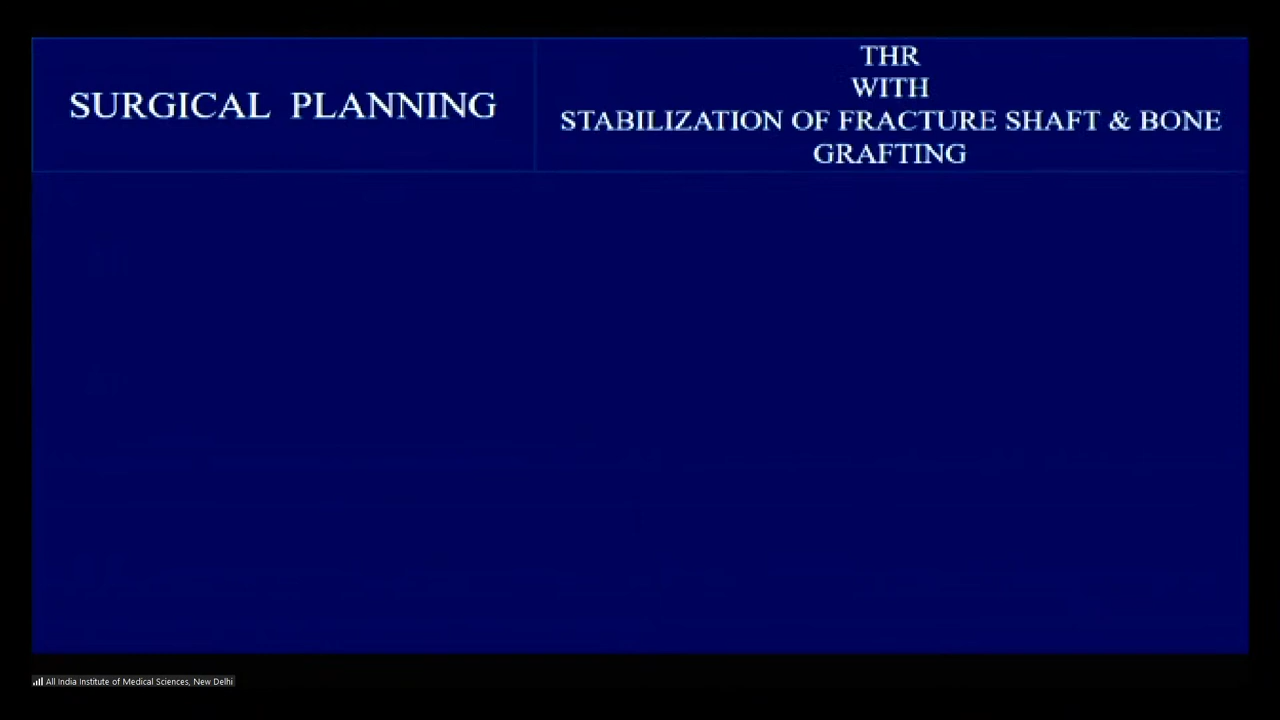 SURGICAL PLANNING
THR
WITH
STABILIZATION OF FRACTURE SHAFT & BONE
GRAFTING
All India Institute of Medical Sciences, New Delhi